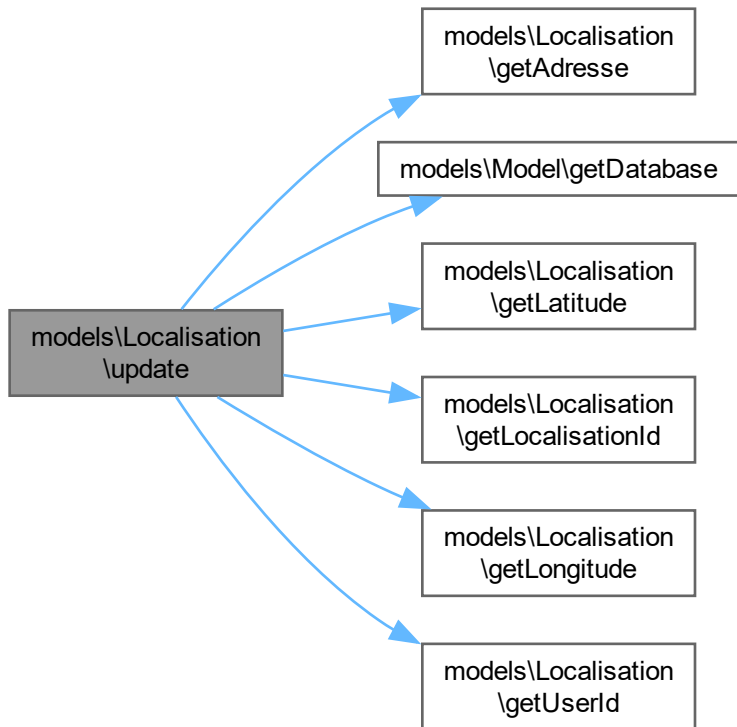 models\Localisation
\getAdresse
models\Model\getDatabase
models\Localisation
\getLatitude
models\Localisation
\update
models\Localisation
\getLocalisationId
models\Localisation
\getLongitude
models\Localisation
\getUserId